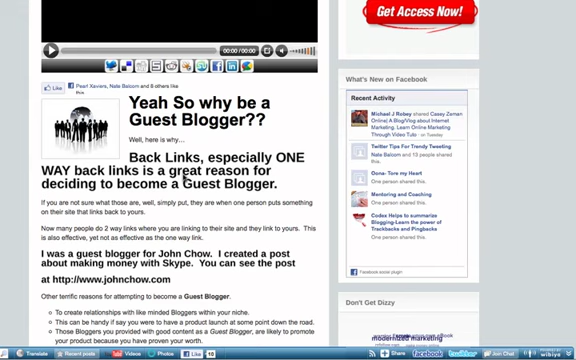 Get Access Now!
00:00 / 00:00
Like
Pearl Xaviers, Nate Balcom and 8 others like this.
Yeah So why be a
Guest Blogger??
Well, here is why…
Back Links, especially ONE
WAY back links is a great reason for
deciding to become a Guest Blogger.
If you are not sure what those are, well, simply put, they are when one person puts something
on their site that links back to yours.
Now many people do 2 way links where you are linking to their site and they link to yours. This
is also effective, yet not as effective as the one way link.
I was a guest blogger for John Chow. I created a post
about making money with Skype. You can see the post
at http://www.johnchow.com
Other terrific reasons for attempting to become a Guest Blogger.
To create relationships with like minded Bloggers within your niche.
This can be handy if say you were to have a product launch at some point down the road.
Those Bloggers you provided with good content as a Guest Blogger, are likely to promote
your product because you have proven your worth.
What's New on Facebook
Recent Activity
Michael J Robey shared Casey Zeman
Online| A Blog/Vlog about Internet
Marketing, Learn Online Marketing
Through Video Tuto
on Tuesday
Twitter Tips For Trendy Tweeting
Nate Balcom and 13 people
shared this.
Oona- Tore my Heart
One person shared this.
Mentoring and Coaching
One person shared this.
Codex Helps to summarize
Blogging-Learn the power of
Trackbacks and Pingbacks
One person shared this.
Facebook social plugin
Don't Get Dizzy
modernized marketing
Translate
Recent posts
Videos
Photos
Like
Share
facebook
twitter
Join Chat
wibiya